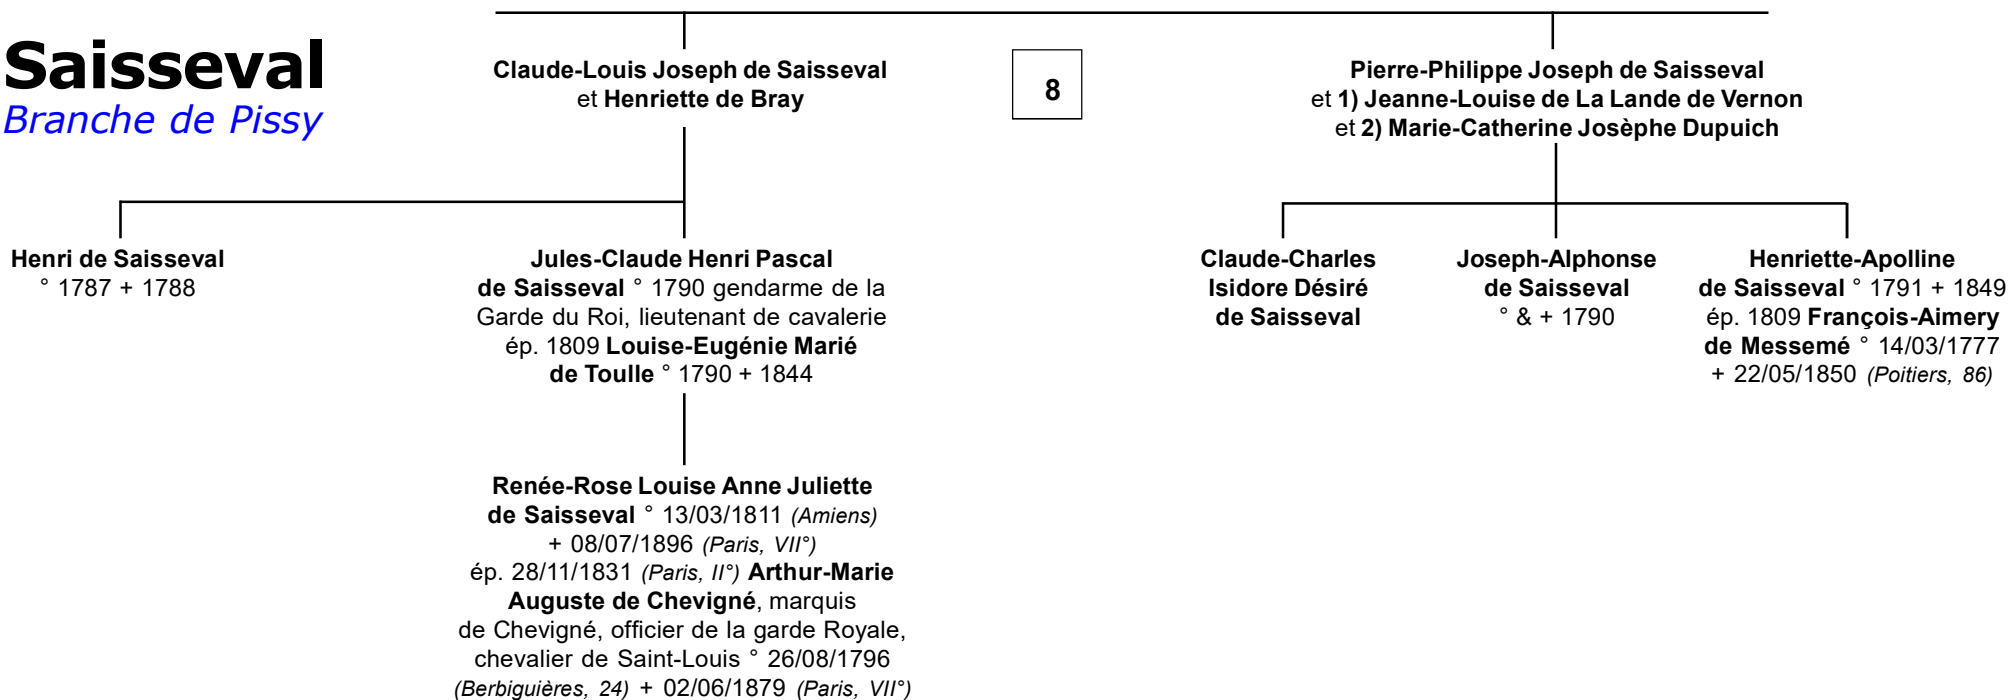 Saisseval
Branche de Pissy
Claude-Louis Joseph de Saisseval
et Henriette de Bray
8
Pierre-Philippe Joseph de Saisseval
et 1) Jeanne-Louise de La Lande de Vernon
et 2) Marie-Catherine Josèphe Dupuich
Henri de Saisseval
° 1787 + 1788
Jules-Claude Henri Pascal
de Saisseval ° 1790 gendarme de la
Garde du Roi, lieutenant de cavalerie
ép. 1809 Louise-Eugénie Marié
de Toulle ° 1790 + 1844
Claude-Charles
Isidore Désiré
de Saisseval
Joseph-Alphonse
de Saisseval
° & + 1790
Henriette-Apolline
de Saisseval ° 1791 + 1849
ép. 1809 François-Aimery
de Messemé ° 14/03/1777
+ 22/05/1850 (Poitiers, 86)
Renée-Rose Louise Anne Juliette
de Saisseval ° 13/03/1811 (Amiens)
+ 08/07/1896 (Paris, VII°)
ép. 28/11/1831 (Paris, II°) Arthur-Marie
Auguste de Chevigné, marquis
de Chevigné, officier de la garde Royale,
chevalier de Saint-Louis ° 26/08/1796
(Berbiguières, 24) + 02/06/1879 (Paris, VII°)